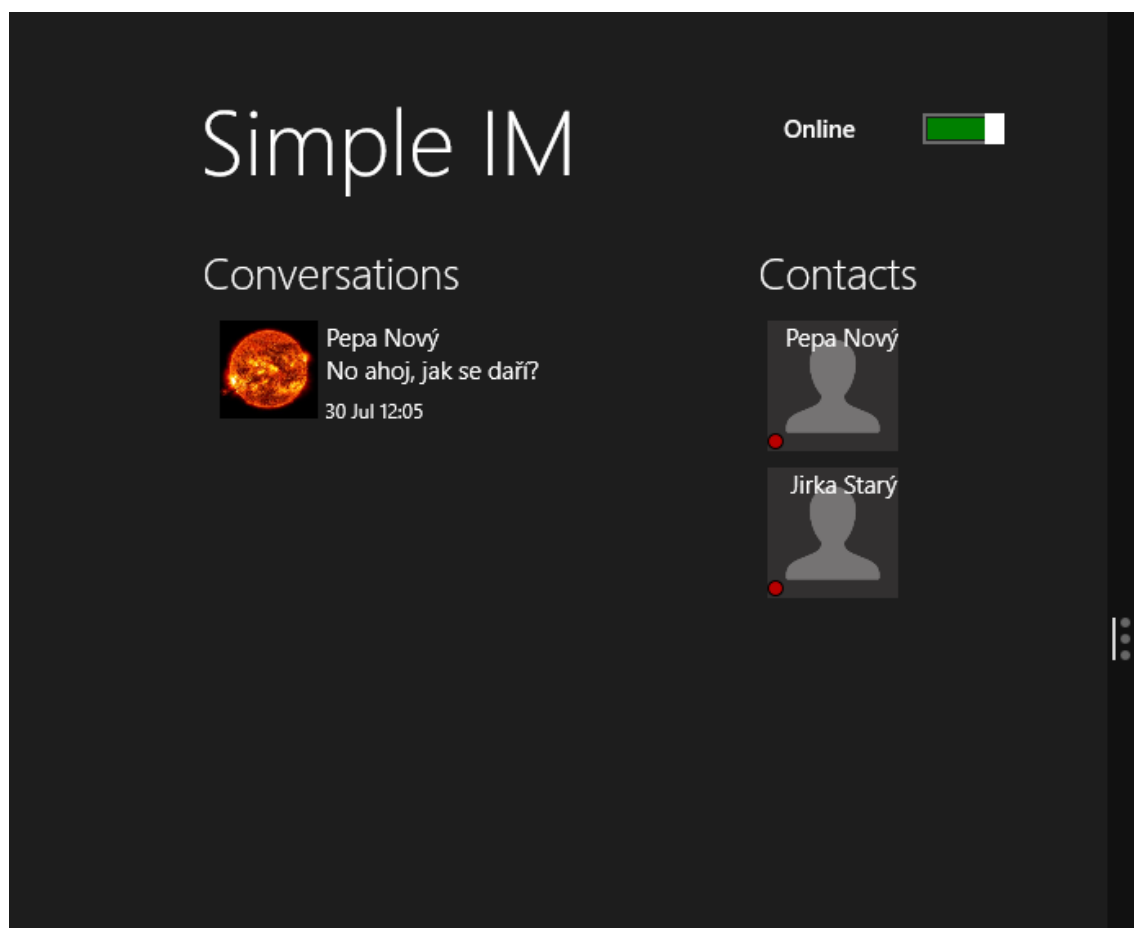 Simple IM
Online
Conversations
Pepa Nový
No ahoj, jak se daří?
30 Jul 12:05
Contacts
Pepa Nový
Jirka Starý